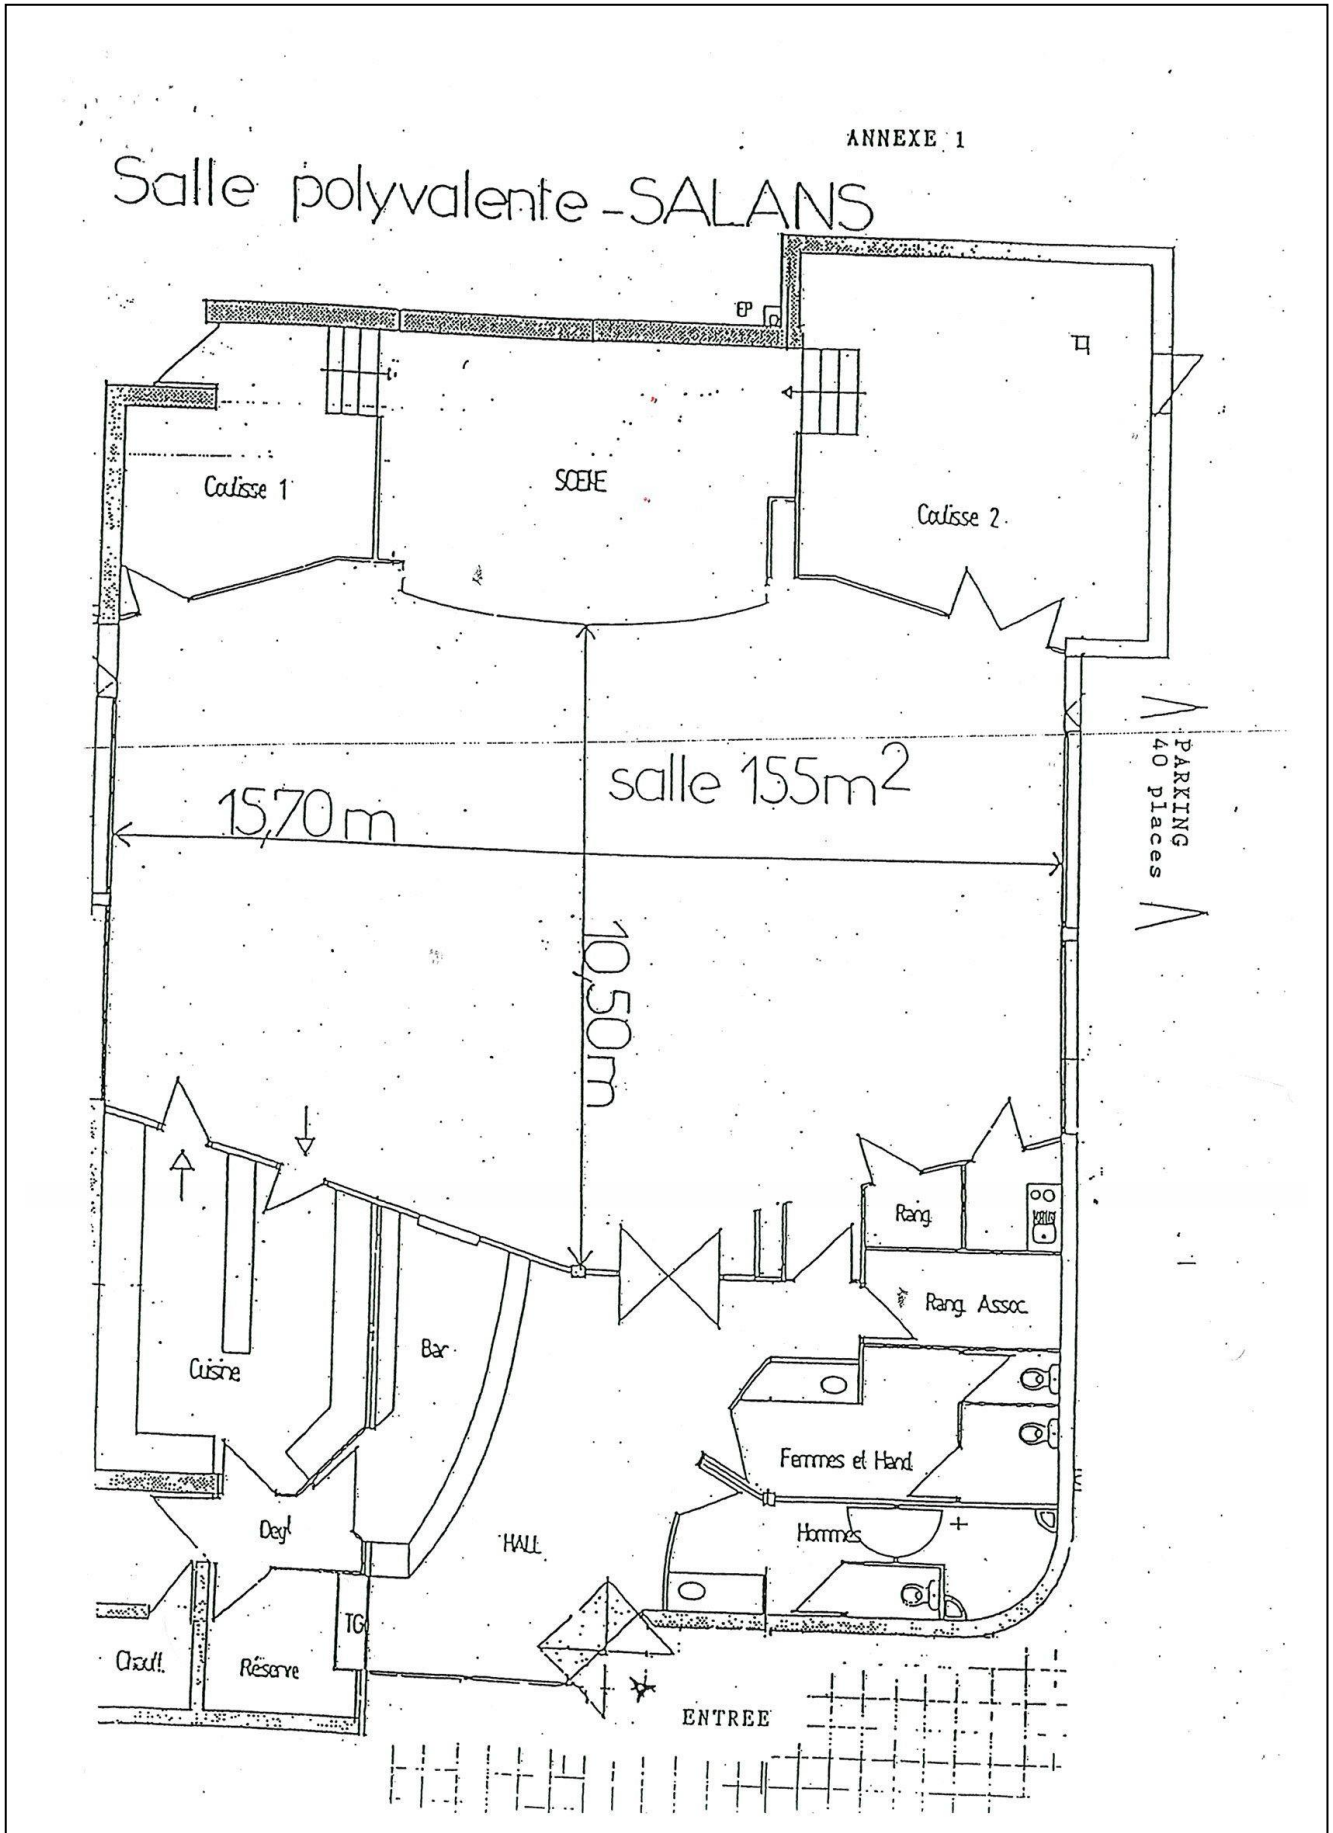 ANNEXE 1
Salle polyvalente - SALANS
EP
Coulisse 1
SCENE
Coulisse 2
salle 155m²
15,70 m
PARKING
40 places
10,50m
Rang.
Rang. Assoc.
Bar
Cuisine
Femmes et Hand.
Hommes
HALL
Degt
TG
Chauff.
Réserve
ENTREE